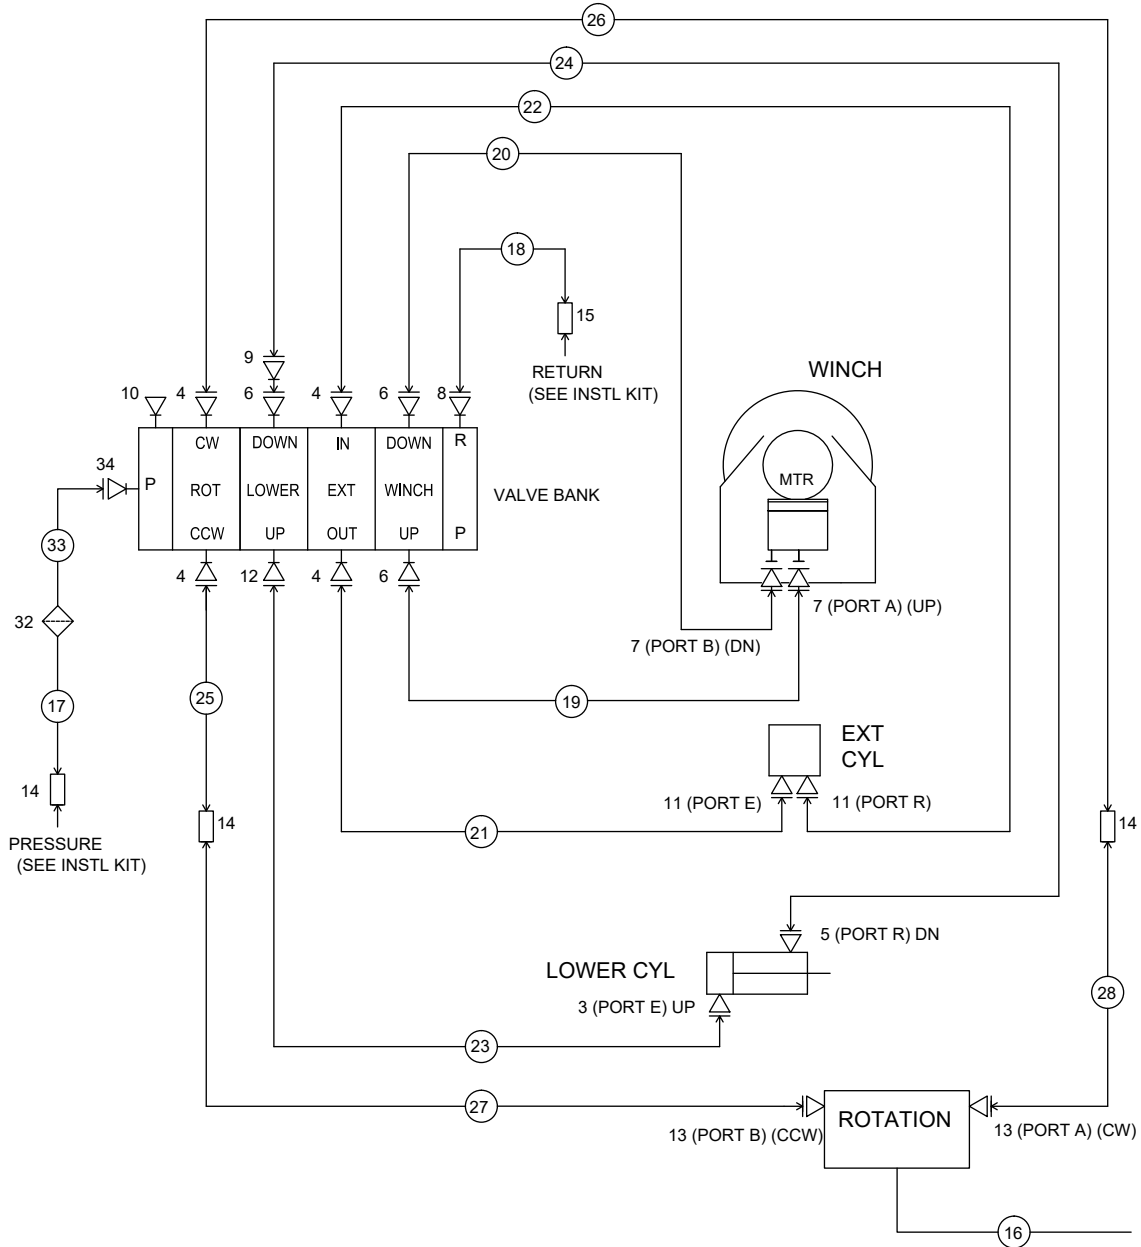 26
24
22
20
18
15
RETURN
(SEE INSTL KIT)
WINCH
MTR
9
10
4
6
4
6
8
34
P
CW
DOWN
IN
DOWN
R
ROT
LOWER
EXT
WINCH
CCW
UP
OUT
UP
P
VALVE BANK
33
4
12
4
6
32
7 (PORT A) (UP)
7 (PORT B) (DN)
17
25
19
EXT
CYL
14
11 (PORT E)
11 (PORT R)
14
21
14
PRESSURE
(SEE INSTL KIT)
5 (PORT R) DN
LOWER CYL
3 (PORT E) UP
28
23
27
ROTATION
13 (PORT B) (CCW)
13 (PORT A) (CW)
16